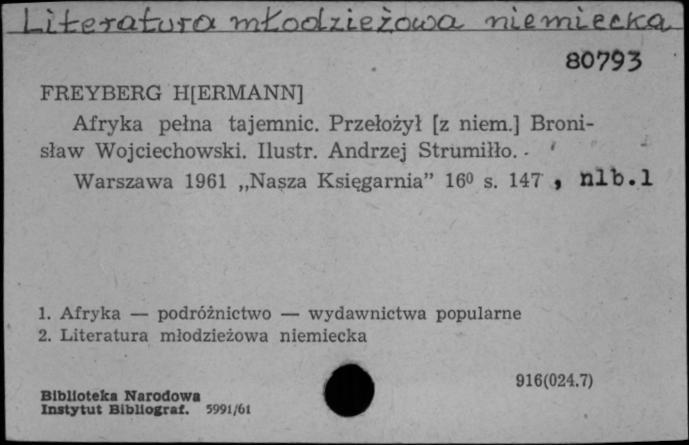 Literatura młodzieżowa niemiecka
80793
FREYBERG H[ERMANN]
Afryka pełna tajemnic. Przełożył [z niem.] Broni-
sław Wojciechowski. Ilustr. Andrzej Strumiłło.
Warszawa 1961 „Nasza Księgarnia” 16⁰ s. 147, nlb.1
1. Afryka — podróżnictwo — wydawnictwa popularne
2. Literatura młodzieżowa niemiecka
916(024.7)
Biblioteka Narodowa
Instytut Bibliograf. 5991/61